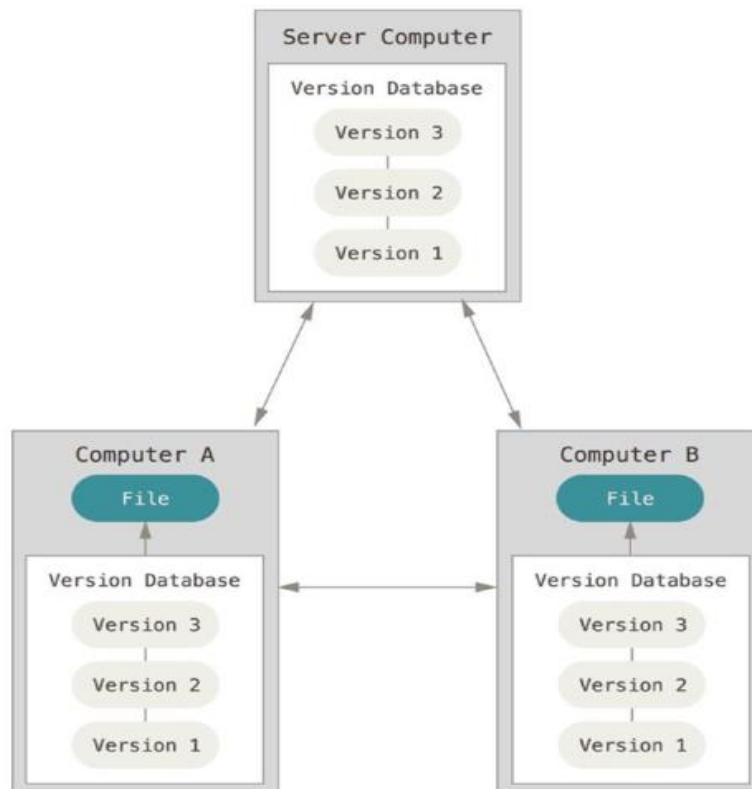 Server Computer
Version Database
Version 3
Version 2
Version 1
Computer A
File
Version Database
Version 3
Version 2
Version 1
Computer B
File
Version Database
Version 3
Version 2
Version 1